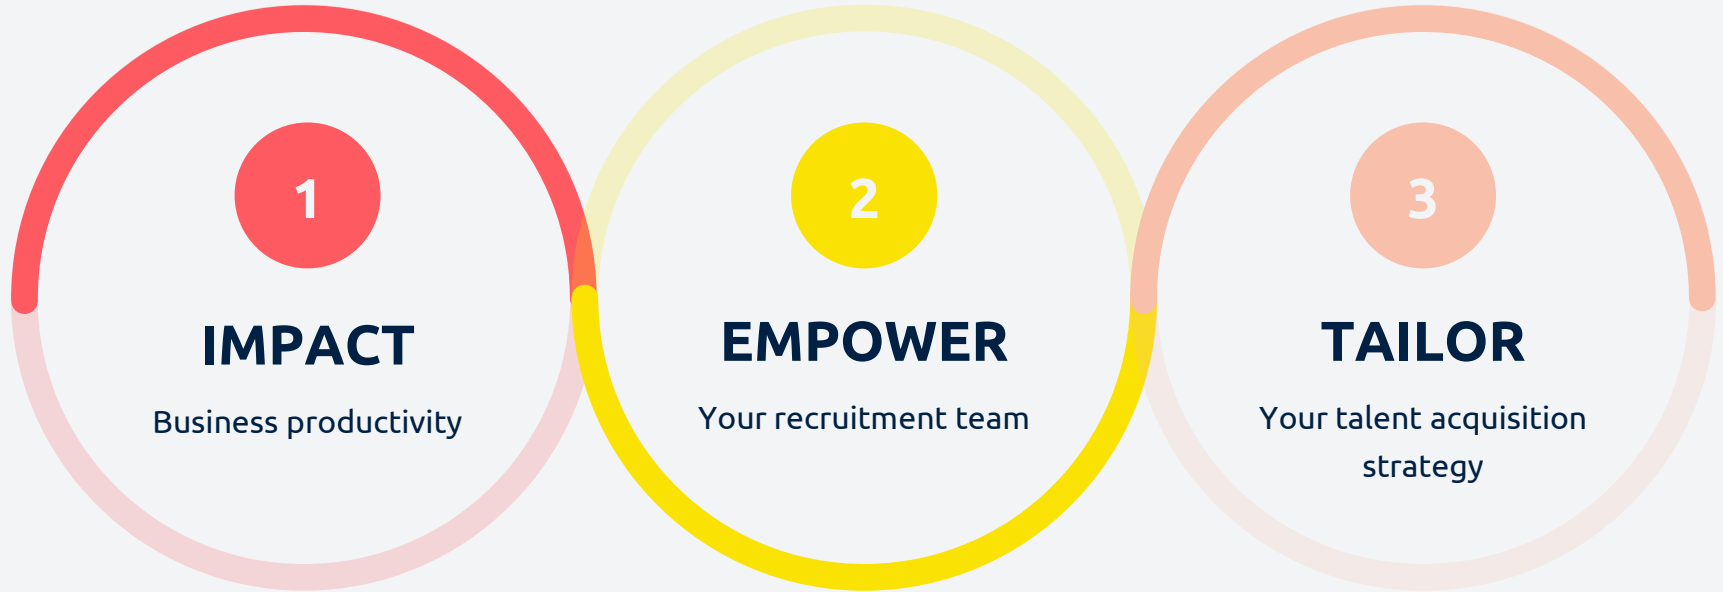 1
IMPACT
Business productivity
2
EMPOWER
Your recruitment team
3
TAILOR
Your talent acquisition
strategy